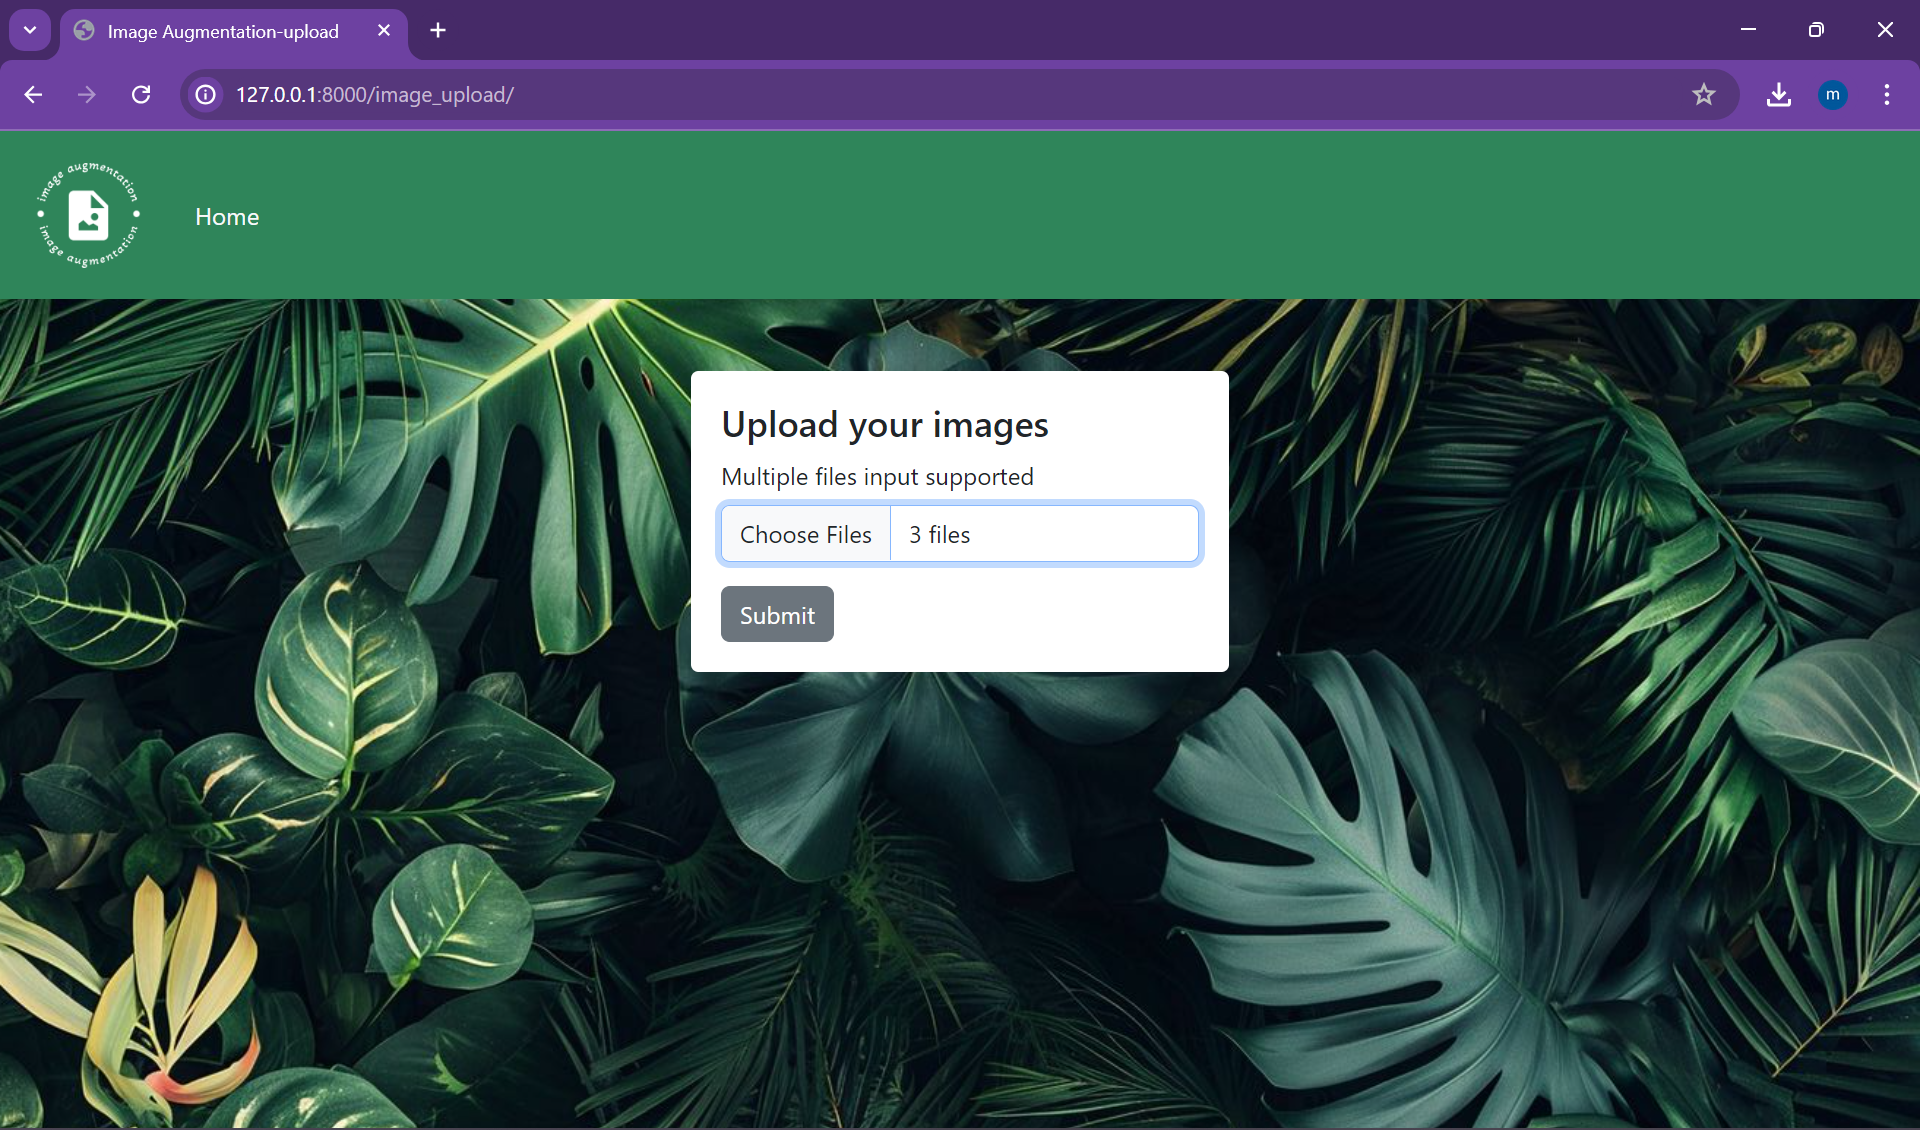 Image Augmentation-upload
127.0.0.1:8000/image_upload/
m
image augmentation
image augmentation
Home
Upload your images
Multiple files input supported
Choose Files 3 files
Submit